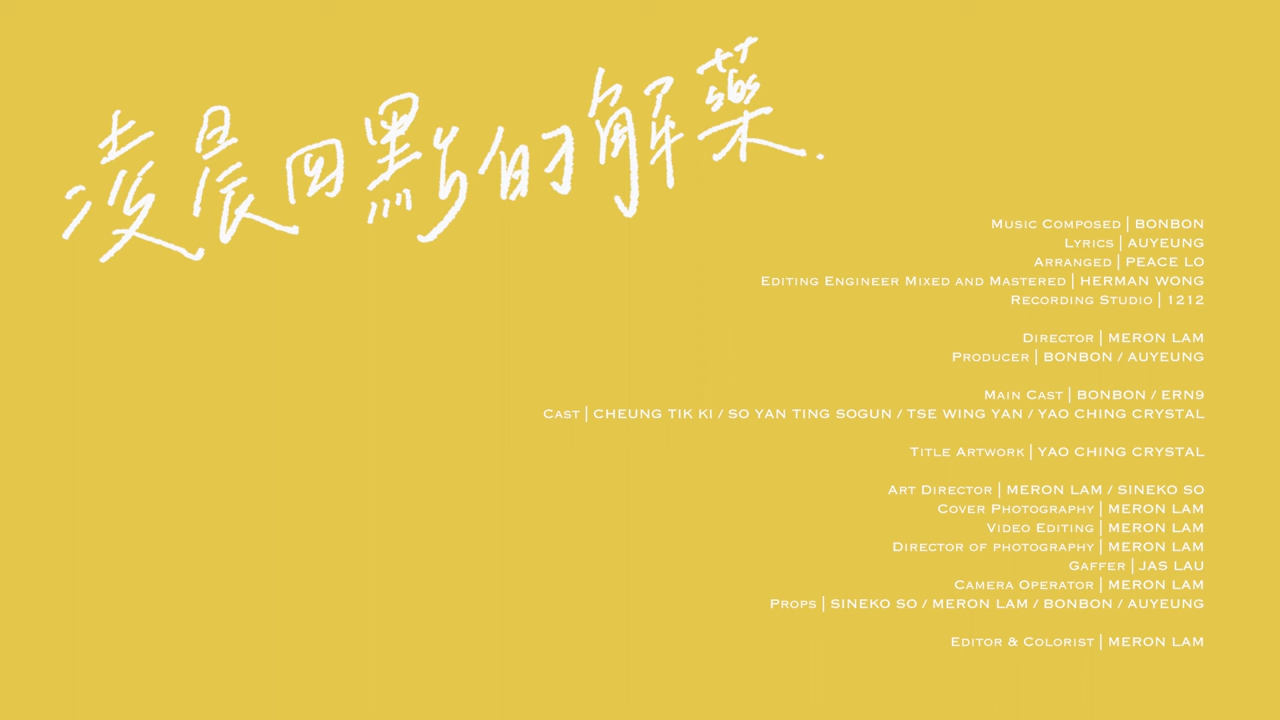 凌晨四點的解藥.
Music Composed | BONBON
Lyrics | AUYEUNG
Arranged | PEACE LO
Editing Engineer Mixed and Mastered | HERMAN WONG
Recording Studio | 1212
Director | MERON LAM
Producer | BONBON / AUYEUNG
Main Cast | BONBON / ERN9
Cast | CHEUNG TIK KI / SO YAN TING SOGUN / TSE WING YAN / YAO CHING CRYSTAL
Title Artwork | YAO CHING CRYSTAL
Art Director | MERON LAM / SINEKO SO
Cover Photography | MERON LAM
Video Editing | MERON LAM
Director of photography | MERON LAM
Gaffer | JAS LAU
Camera Operator | MERON LAM
Props | SINEKO SO / MERON LAM / BONBON / AUYEUNG
Editor & Colorist | MERON LAM